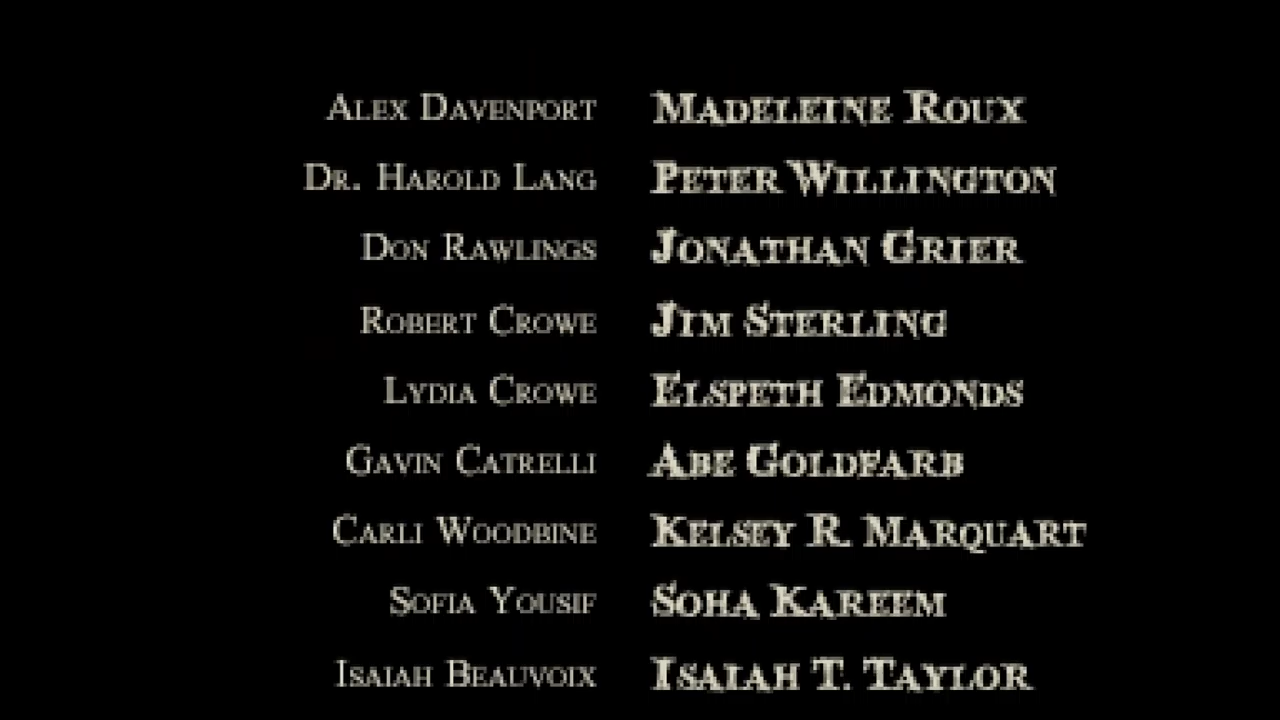 Alex Davenport Madeleine Roux
Dr. Harold Lang Peter Willington
Don Rawlings Jonathan Grier
Robert Crowe Jim Sterling
Lydia Crowe Elspeth Edmonds
Gavin Catrelli Abe Goldfarb
Carli Woodbine Kelsey R. Marquart
Sofia Yousif Soha Kareem
Isaiah Beauvoix Isaiah T. Taylor